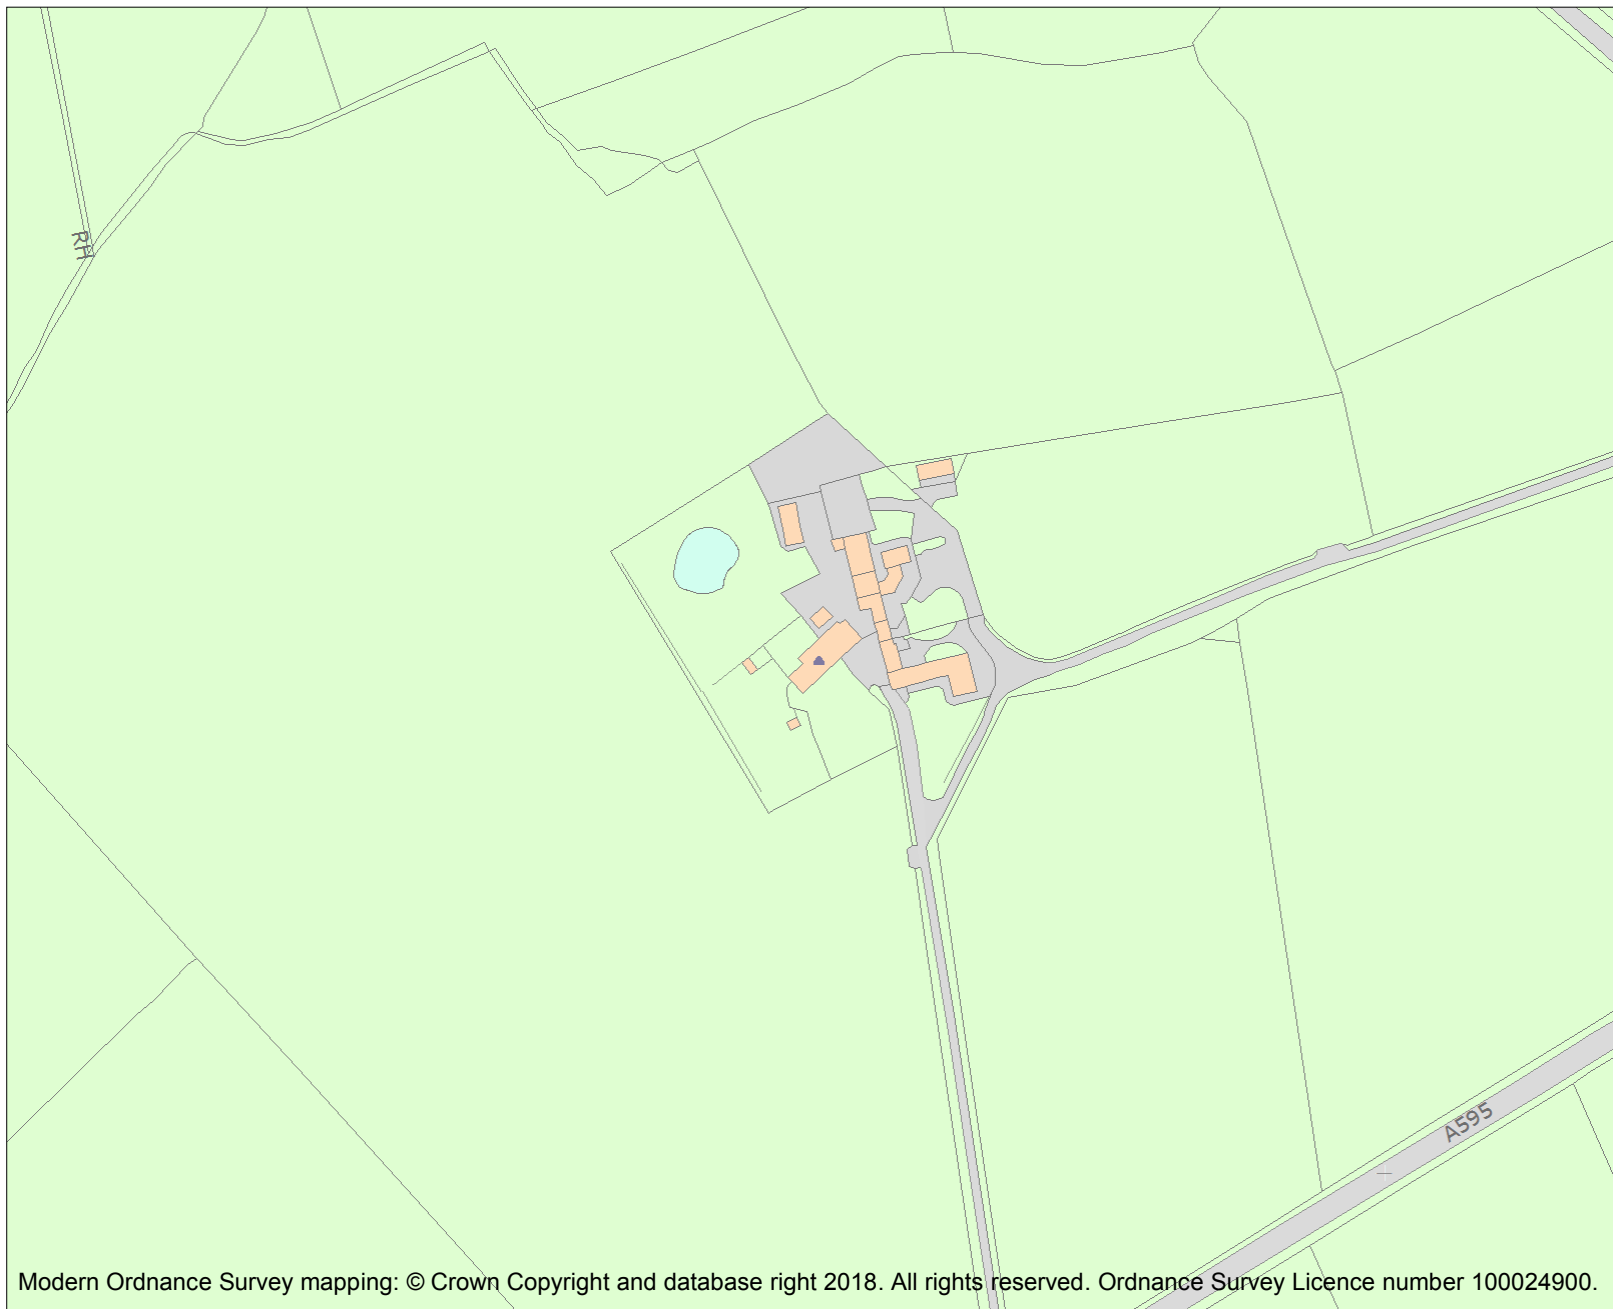 RH
A595
Modern Ordnance Survey mapping: © Crown Copyright and database right 2018. All rights reserved. Ordnance Survey Licence number 100024900.